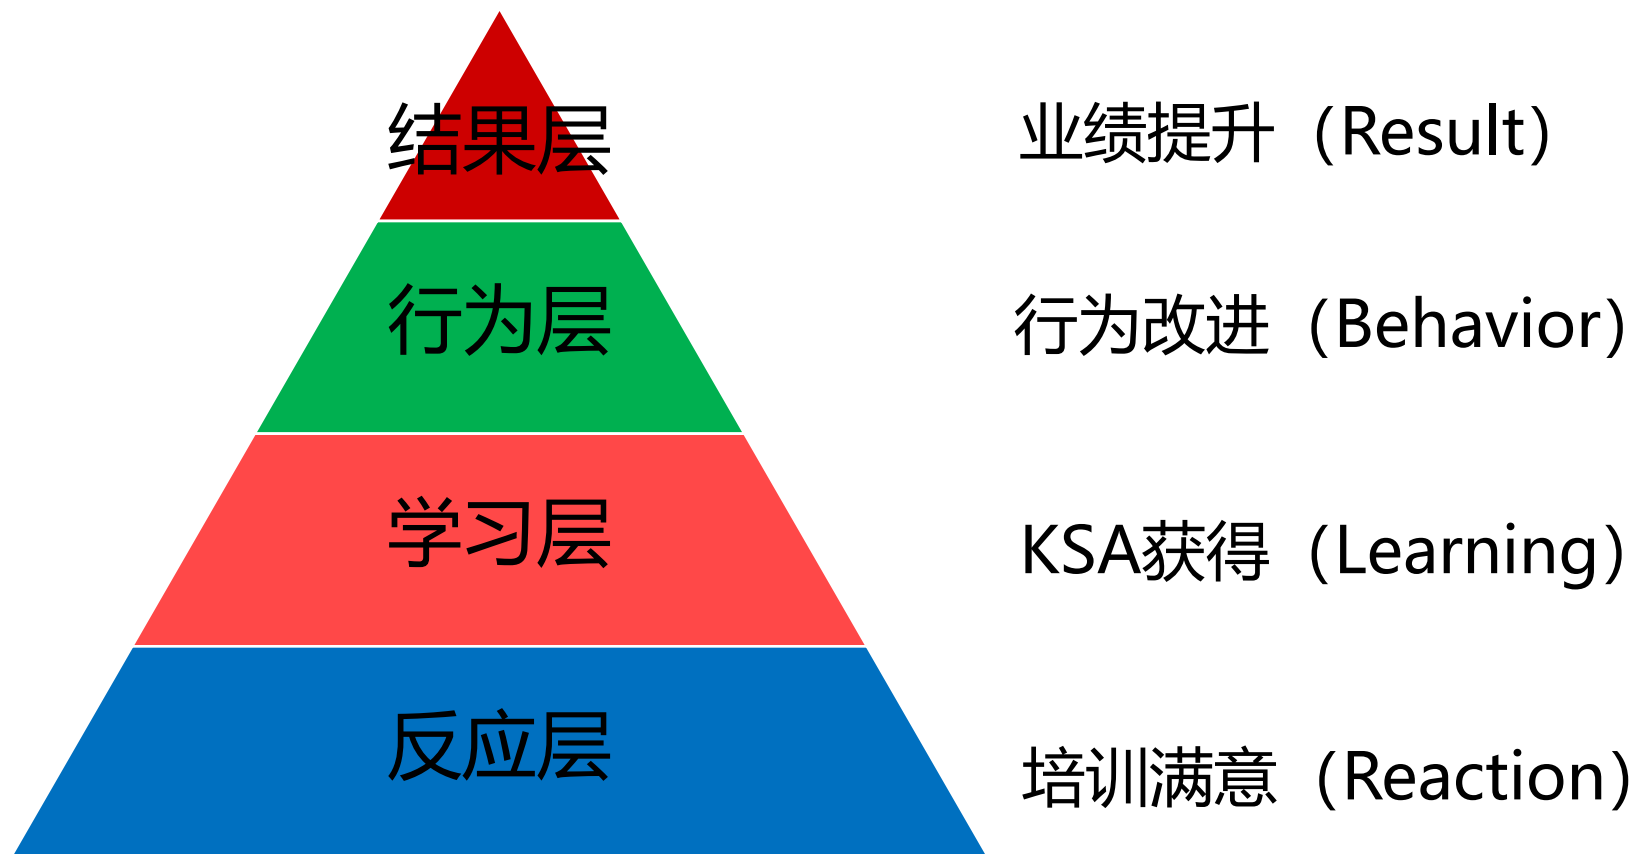 结果层
业绩提升（Result）
行为层
行为改进（Behavior）
学习层
KSA获得（Learning）
反应层
培训满意（Reaction）